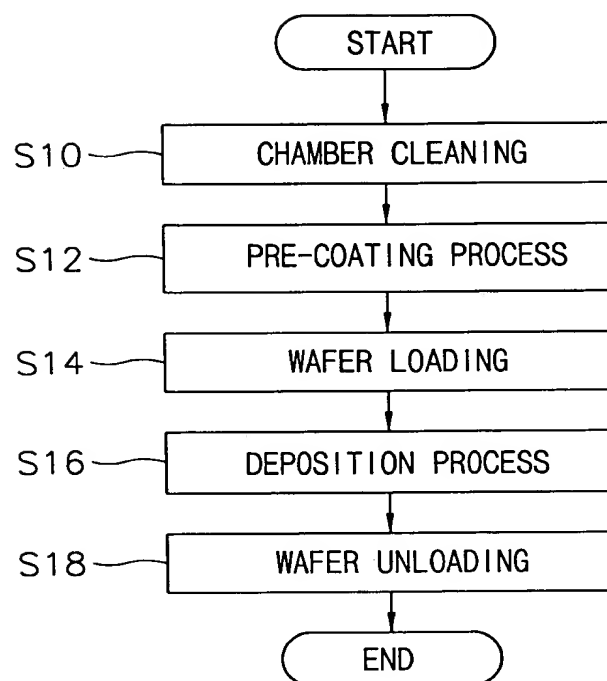 START
S10 CHAMBER CLEANING
S12 PRE-COATING PROCESS
S14 WAFER LOADING
S16 DEPOSITION PROCESS
S18 WAFER UNLOADING
END